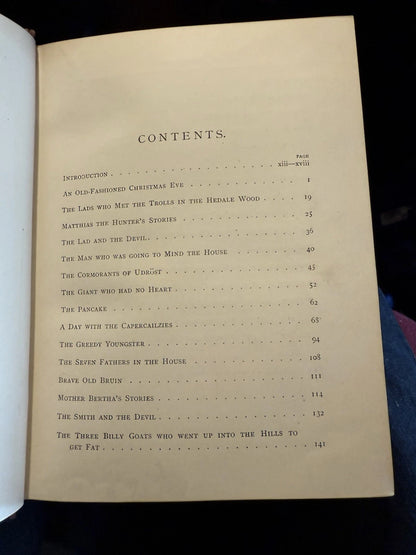 CONTENTS.
PAGE
INTRODUCTION . . . . . . . . . . . . . . xiii—xviii
AN OLD-FASHIONED CHRISTMAS EVE . . . . . . . . . 1
THE LADS WHO MET THE TROLLS IN THE HEDALE WOOD . . . . 19
MATTHIAS THE HUNTER'S STORIES . . . . . . . . . . 25
THE LAD AND THE DEVIL . . . . . . . . . . . . 36
THE MAN WHO WAS GOING TO MIND THE HOUSE . . . . . . 40
THE CORMORANTS OF UDRÖST . . . . . . . . . . . 45
THE GIANT WHO HAD NO HEART . . . . . . . . . . 52
THE PANCAKE . . . . . . . . . . . . . . 62
A DAY WITH THE CAPERCAILZIES . . . . . . . . . . 68
THE GREEDY YOUNGSTER . . . . . . . . . . . . 94
THE SEVEN FATHERS IN THE HOUSE . . . . . . . . . 108
BRAVE OLD BRUIN . . . . . . . . . . . . . 111
MOTHER BERTHA'S STORIES . . . . . . . . . . . 114
THE SMITH AND THE DEVIL . . . . . . . . . . . 132
THE THREE BILLY GOATS WHO WENT UP INTO THE HILLS TO
GET FAT . . . . . . . . . . . . . . . 141